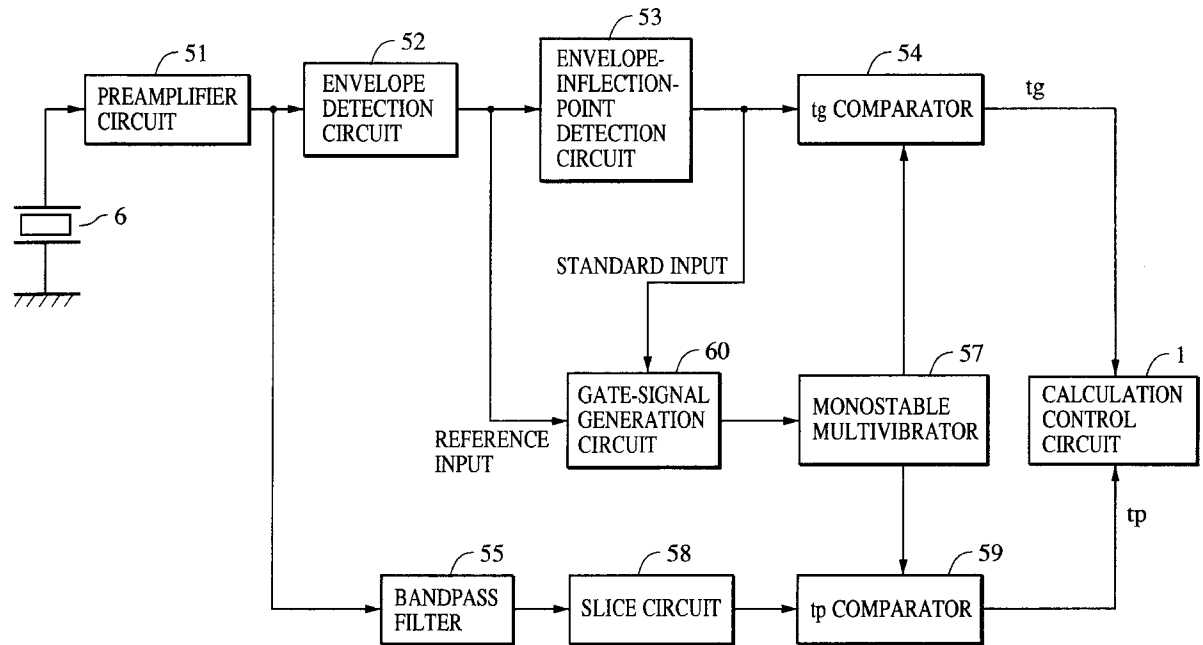 51
PREAMPLIFIER
CIRCUIT
52
ENVELOPE
DETECTION
CIRCUIT
53
ENVELOPE-
INFLECTION-
POINT
DETECTION
CIRCUIT
54
tg COMPARATOR
tg
6
STANDARD INPUT
REFERENCE
INPUT
60
GATE-SIGNAL
GENERATION
CIRCUIT
57
MONOSTABLE
MULTIVIBRATOR
1
CALCULATION
CONTROL
CIRCUIT
tp
55
BANDPASS
FILTER
58
SLICE CIRCUIT
59
tp COMPARATOR